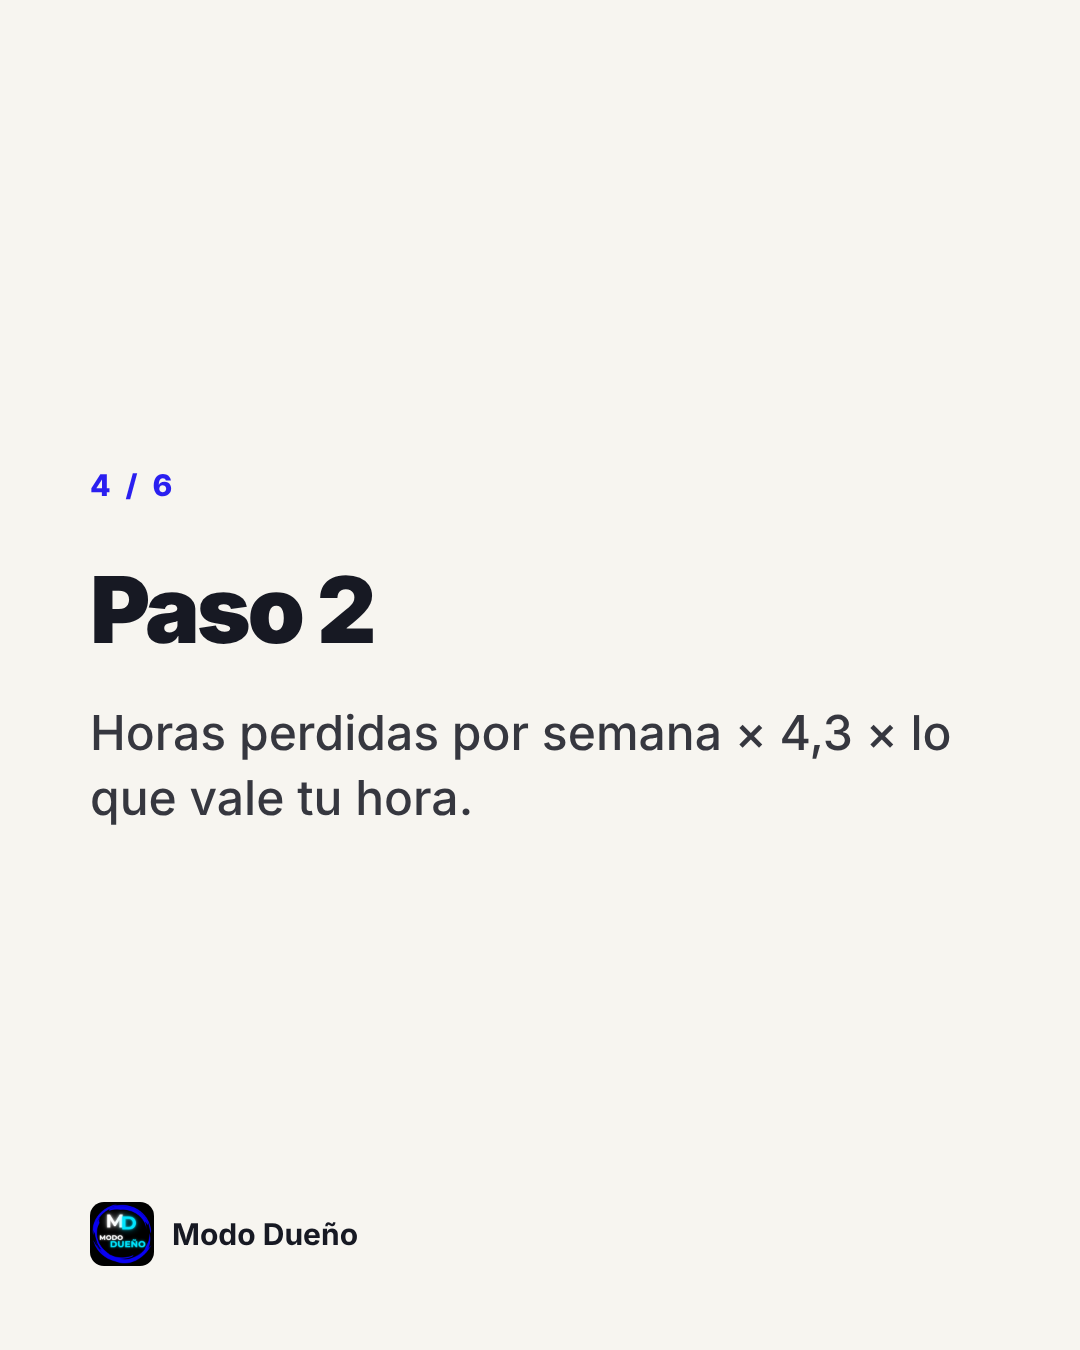 4 / 6
Paso 2
Horas perdidas por semana × 4,3 × lo
que vale tu hora.
MD
MODO
DUEÑO
Modo Dueño